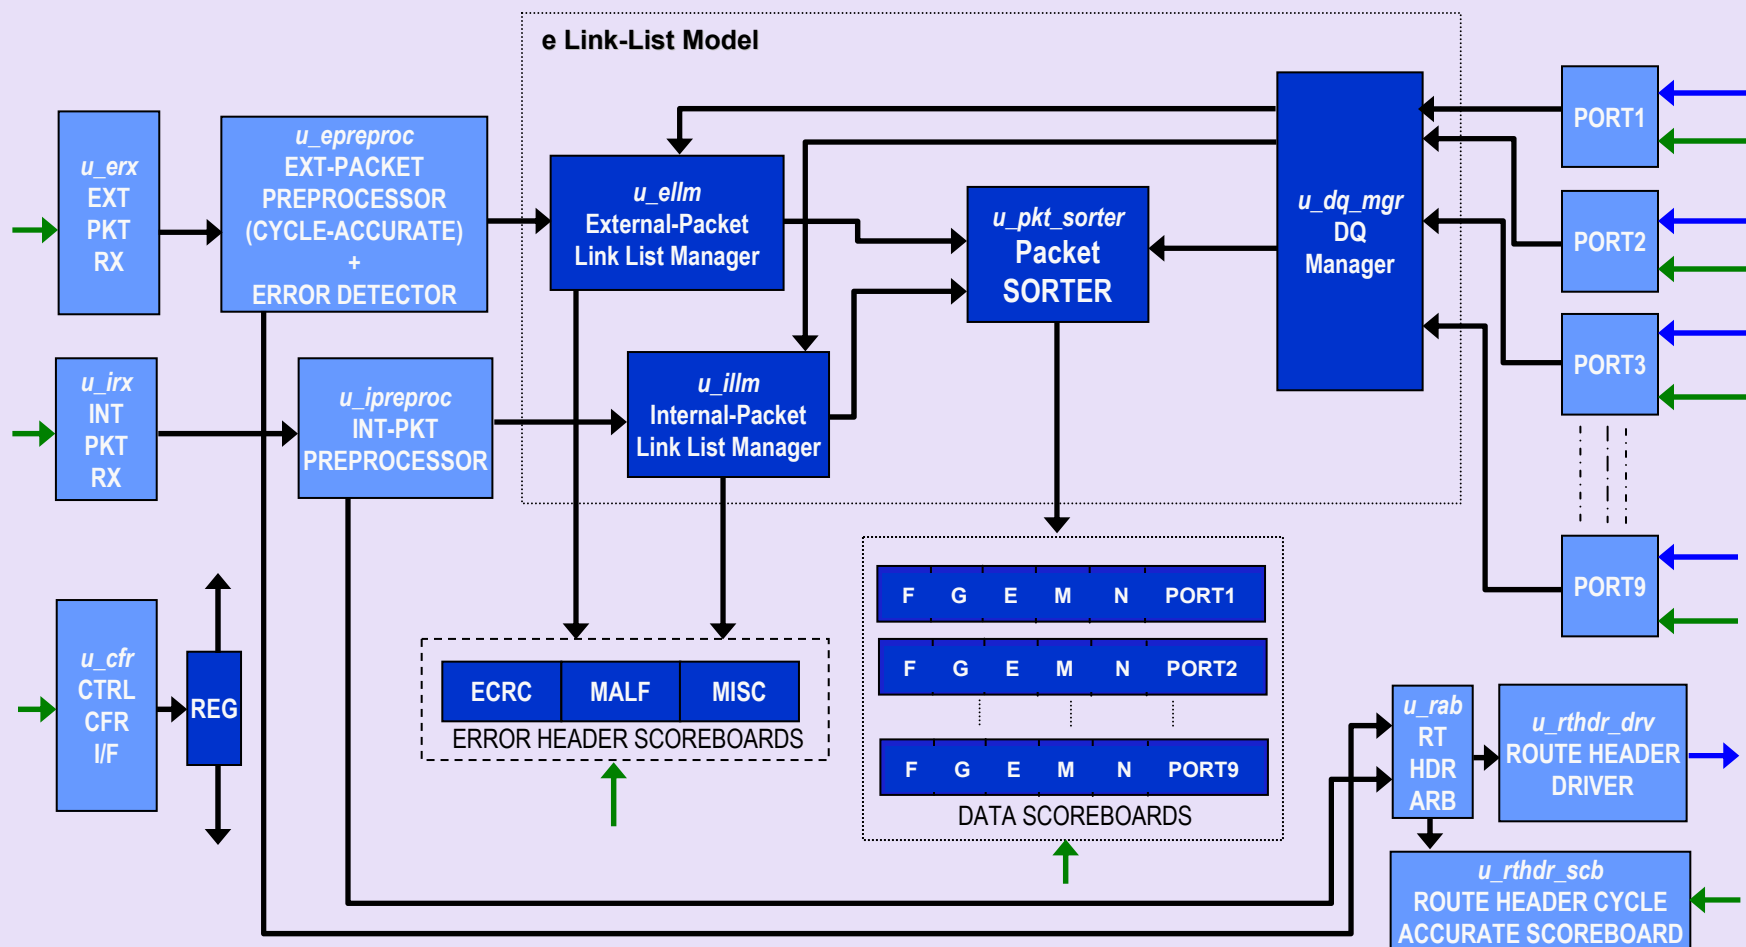 e Link-List Model
u_erx
EXT
PKT
RX
u_epreproc
EXT-PACKET
PREPROCESSOR
(CYCLE-ACCURATE)
+
ERROR DETECTOR
u_ellm
External-Packet
Link List Manager
u_pkt_sorter
Packet
SORTER
u_dq_mgr
DQ
Manager
PORT1
PORT2
PORT3
PORT9
u_irx
INT
PKT
RX
u_ipreproc
INT-PKT
PREPROCESSOR
u_illm
Internal-Packet
Link List Manager
u_cfr
CTRL
CFR
I/F
REG
ECRC MALF MISC
ERROR HEADER SCOREBOARDS
F G E M N PORT1
F G E M N PORT2
F G E M N PORT9
DATA SCOREBOARDS
u_rab
RT
HDR
ARB
u_rthdr_drv
ROUTE HEADER
DRIVER
u_rthdr_scb
ROUTE HEADER CYCLE
ACCURATE SCOREBOARD